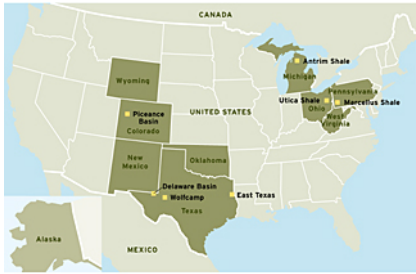 CANADA
Antrim Shale
Michigan
Wyoming
Pennsylvania
Utica Shale
Ohio
Marcellus Shale
Piceance
Basin
Colorado
UNITED STATES
West
Virginia
New
Mexico
Oklahoma
Delaware Basin
Wolfcamp
East Texas
Texas
Alaska
MEXICO